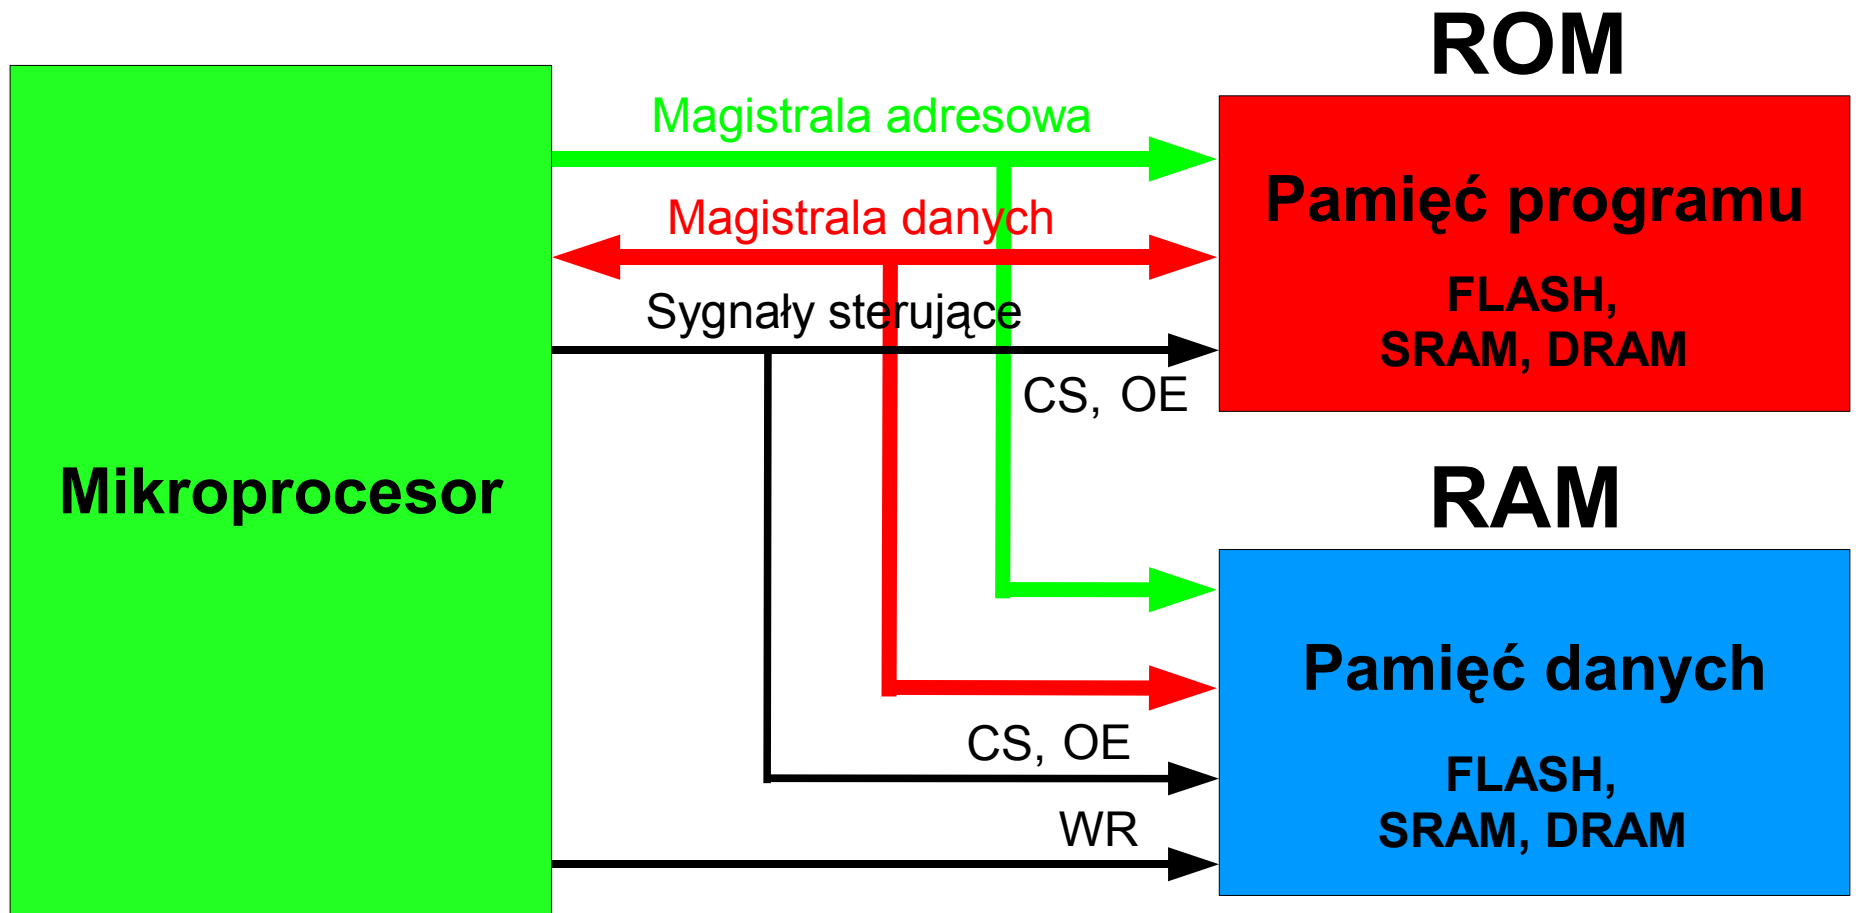 ROM
Magistrala adresowa
Pamięć programu
Magistrala danych
FLASH,
Sygnały sterujące
SRAM, DRAM
CS, OE
Mikroprocesor
RAM
Pamięć danych
CS, OE
FLASH,
WR
SRAM, DRAM